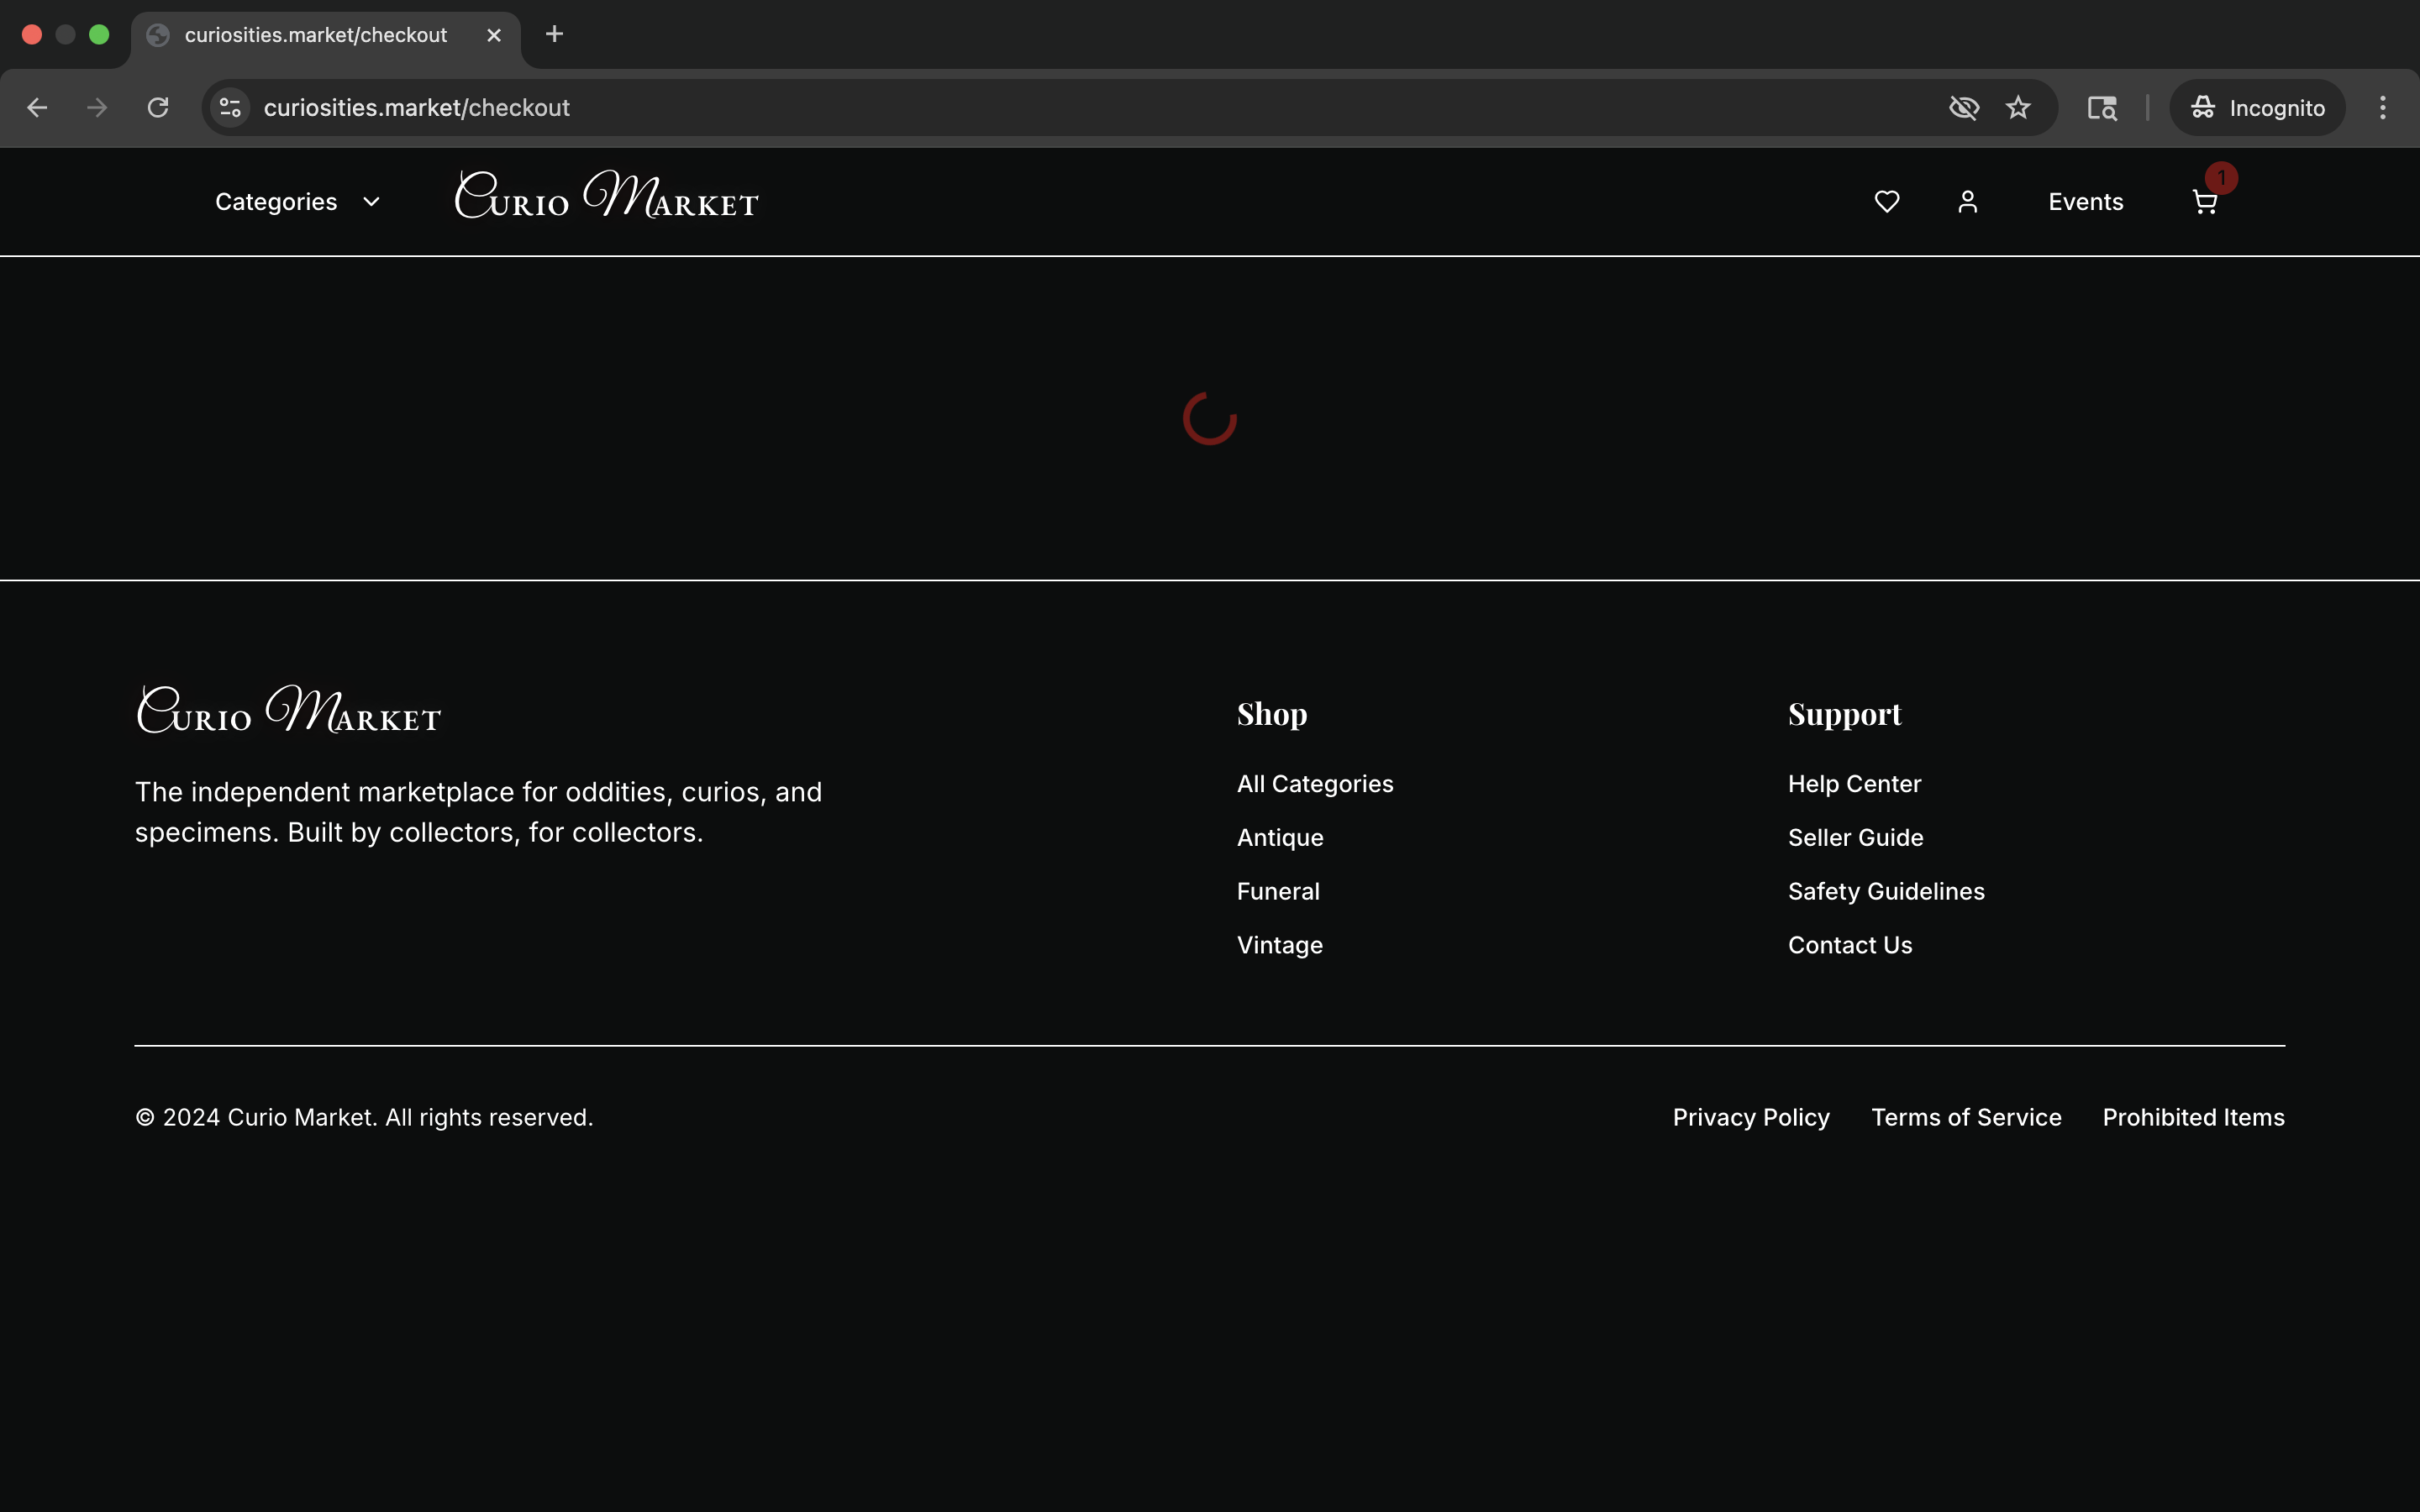 curiosities.market/checkout
curiosities.market/checkout
Incognito
Categories
Curio Market
Events
1
Curio Market
The independent marketplace for oddities, curios, and
specimens. Built by collectors, for collectors.
Shop
All Categories
Antique
Funeral
Vintage
Support
Help Center
Seller Guide
Safety Guidelines
Contact Us
© 2024 Curio Market. All rights reserved.
Privacy Policy
Terms of Service
Prohibited Items